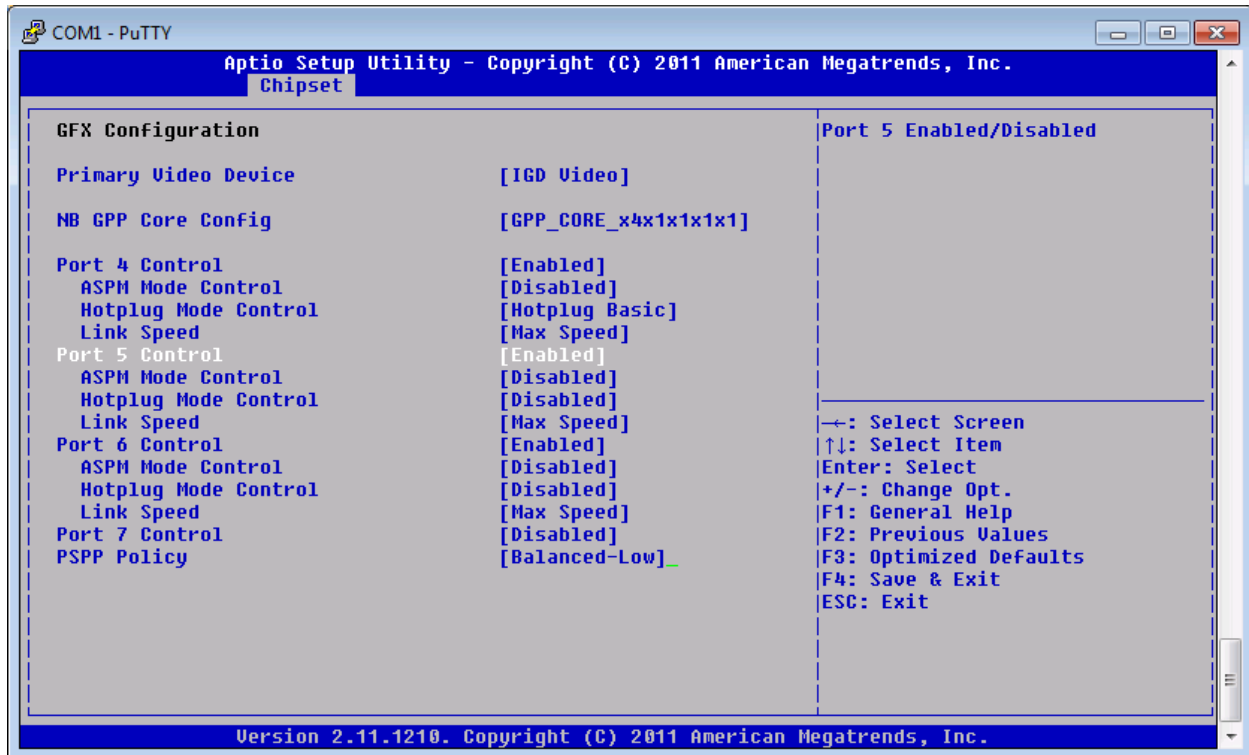 COM1 - PuTTY
Aptio Setup Utility - Copyright (C) 2011 American Megatrends, Inc.
Chipset
GFX Configuration
Primary Video Device [IGD Video]
NB GPP Core Config [GPP_CORE_x4x1x1x1x1]
Port 4 Control [Enabled]
ASPM Mode Control [Disabled]
Hotplug Mode Control [Hotplug Basic]
Link Speed [Max Speed]
Port 5 Control [Enabled]
ASPM Mode Control [Disabled]
Hotplug Mode Control [Disabled]
Link Speed [Max Speed]
Port 6 Control [Enabled]
ASPM Mode Control [Disabled]
Hotplug Mode Control [Disabled]
Link Speed [Max Speed]
Port 7 Control [Disabled]
PSPP Policy [Balanced-Low]
Port 5 Enabled/Disabled
→←: Select Screen
↑↓: Select Item
Enter: Select
+/-: Change Opt.
F1: General Help
F2: Previous Values
F3: Optimized Defaults
F4: Save & Exit
ESC: Exit
Version 2.11.1210. Copyright (C) 2011 American Megatrends, Inc.